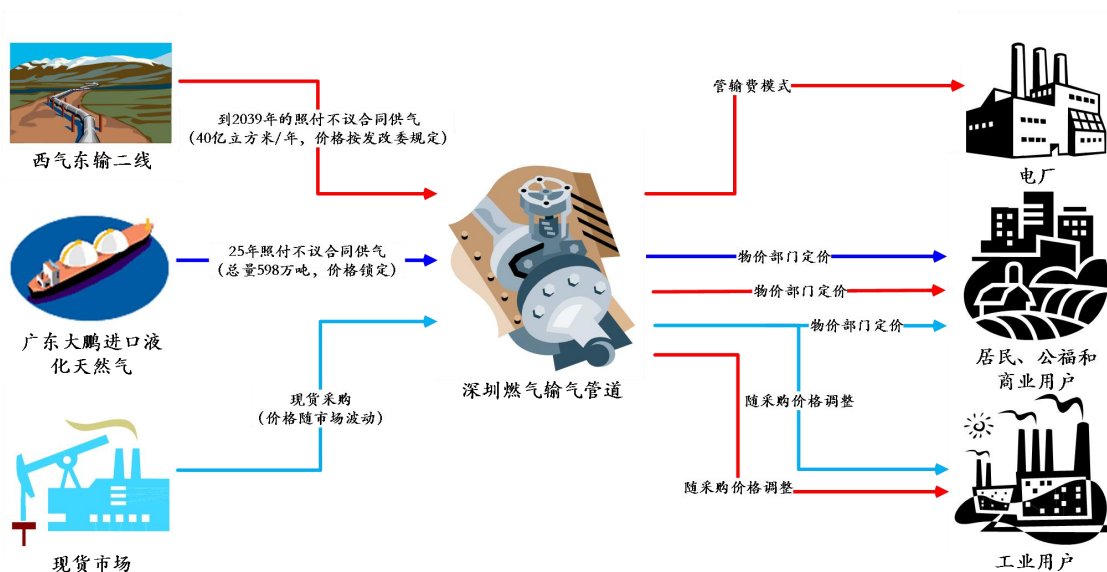 到2039年的照付不议合同供气
(40亿立方米/年，价格按发改委规定)
西气东输二线
25年照付不议合同供气
(总量598万吨，价格锁定)
广东大鹏进口液
化天然气
现货采购
(价格随市场波动)
现货市场
深圳燃气输气管道
管输费模式
电厂
物价部门定价
物价部门定价
物价部门定价
居民、公福和
商业用户
随采购价格调整
随采购价格调整
工业用户